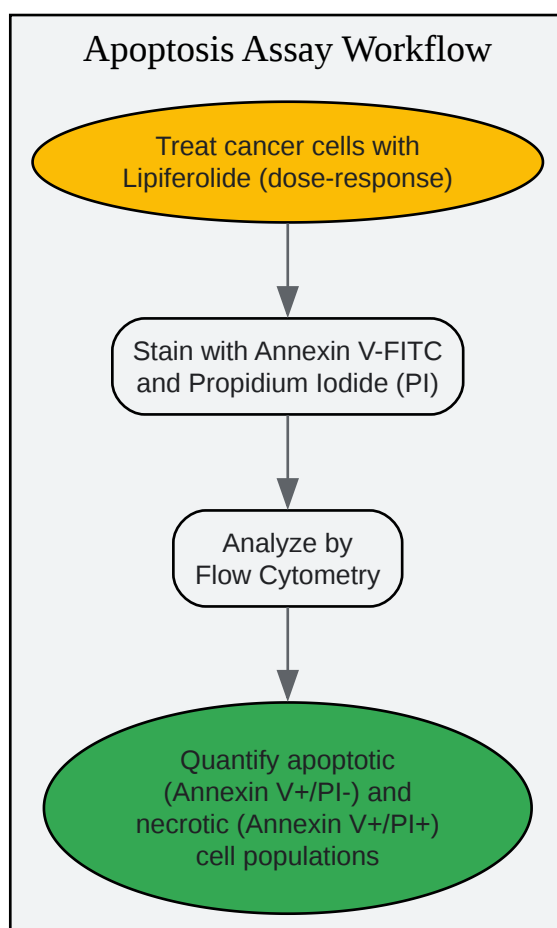 Apoptosis Assay Workflow
Treat cancer cells with
Lipiferolide (dose-response)
Stain with Annexin V-FITC
and Propidium Iodide (PI)
Analyze by
Flow Cytometry
Quantify apoptotic
(Annexin V+/PI-) and
necrotic (Annexin V+/PI+)
cell populations